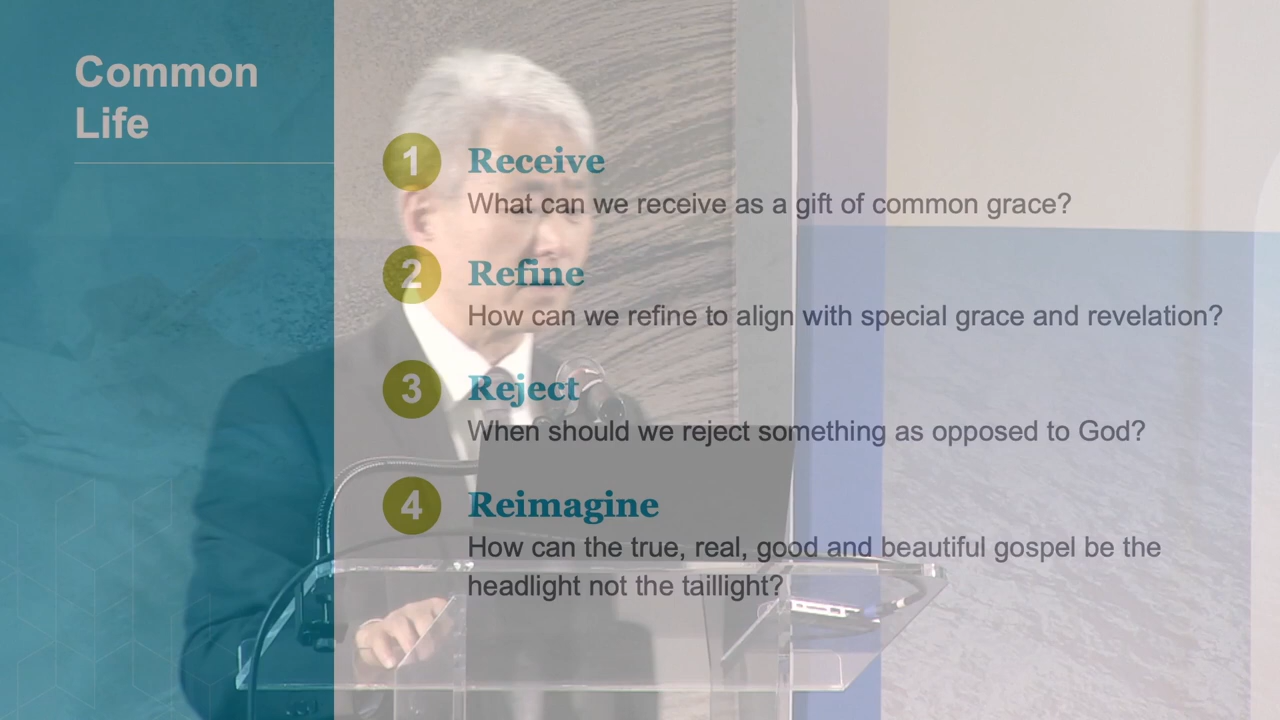 Common
Life
1
Receive
What can we receive as a gift of common grace?
2
Refine
How can we refine to align with special grace and revelation?
3
Reject
When should we reject something as opposed to God?
4
Reimagine
How can the true, real, good and beautiful gospel be the
headlight not the taillight?